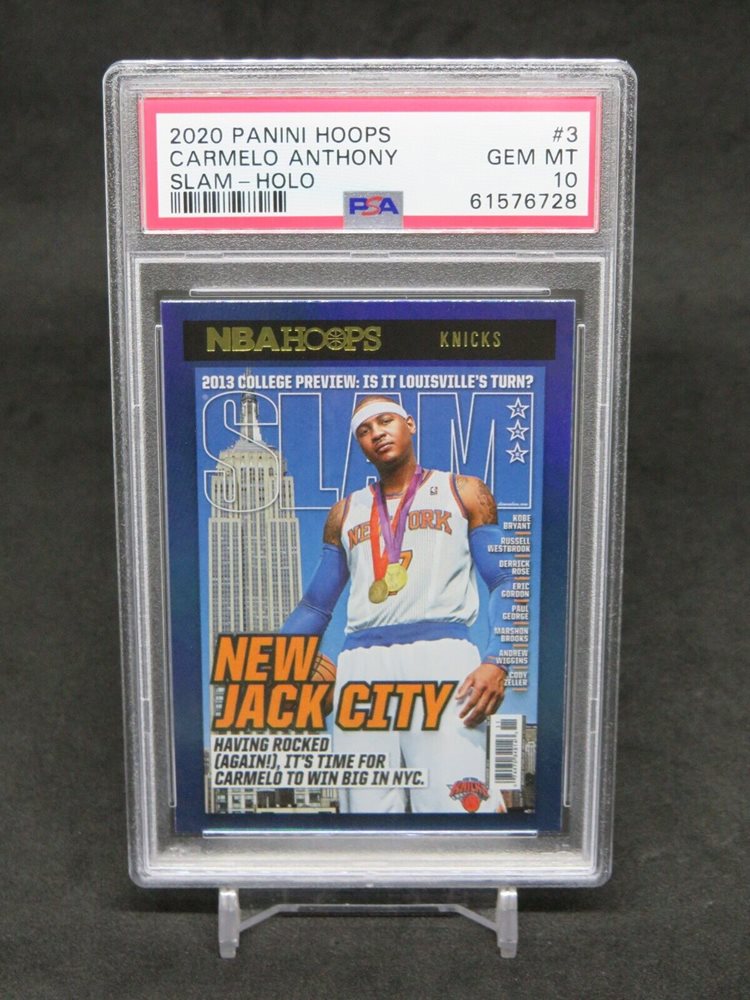 2020 PANINI HOOPS #3
CARMELO ANTHONY GEM MT
SLAM – HOLO 10
PSA 61576728
NBA HOOPS KNICKS
2013 COLLEGE PREVIEW: IS IT LOUISVILLE'S TURN?
SLAM
KOBE
BRYANT
RUSSELL
WESTBROOK
DERRICK
ROSE
ERIC
GORDON
PAUL
GEORGE
MARSHON
BROOKS
ANDREW
WIGGINS
CODY
ZELLER
NEW YORK
7
NEW
JACK CITY
HAVING ROCKED
(AGAIN!), IT'S TIME FOR
CARMELO TO WIN BIG IN NYC.
KNICKS